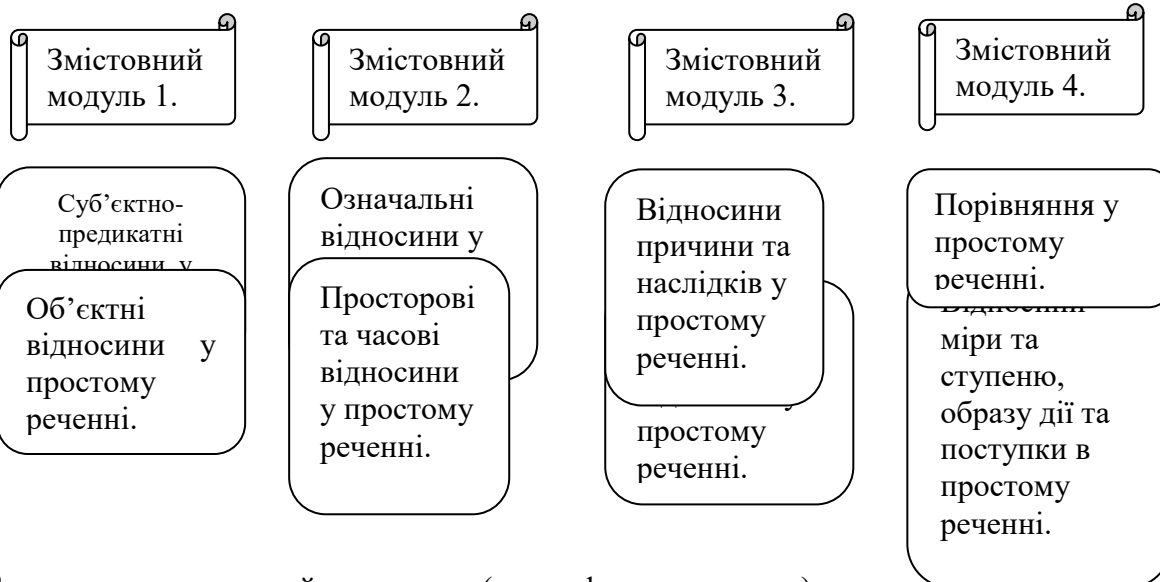 Змістовний
модуль 1.
Змістовний
модуль 2.
Змістовний
модуль 3.
Змістовний
модуль 4.
Суб’єктно-
предикатні
відносини у
Об’єктні
відносини у
простому
реченні.
Означальні
відносини у
Просторові
та часові
відносини
у простому
реченні.
Відносини
причини та
наслідків у
простому
реченні.
простому
реченні.
Порівняння у
простому
реченні.
Відносини
міри та
ступеню,
образу дії та
поступки в
простому
реченні.